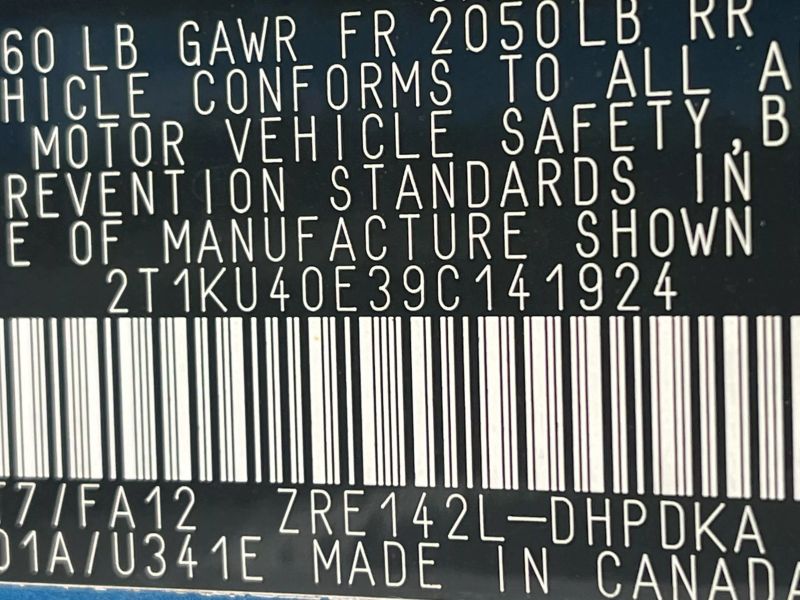 60 LB GAWR FR 2050LB RR
HICLE CONFORMS TO ALL A
MOTOR VEHICLE SAFETY, B
REVENTION STANDARDS IN
E OF MANUFACTURE SHOWN
2T1KU40E39C141924
E7/FA12 ZRE142L-DHPDKA
01A/U341E MADE IN CANADA